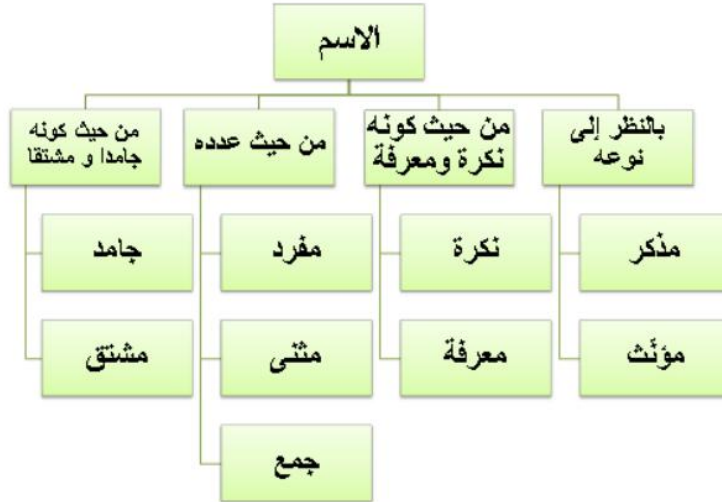 الاسم
بالنظر إلى
نوعه
من حيث كونه
نكرة ومعرفة
من حيث عدده
من حيث كونه
جامدا و مشتقا
مذكر
نكرة
مفرد
جامد
مؤنّث
معرفة
مثنى
مشتق
جمع